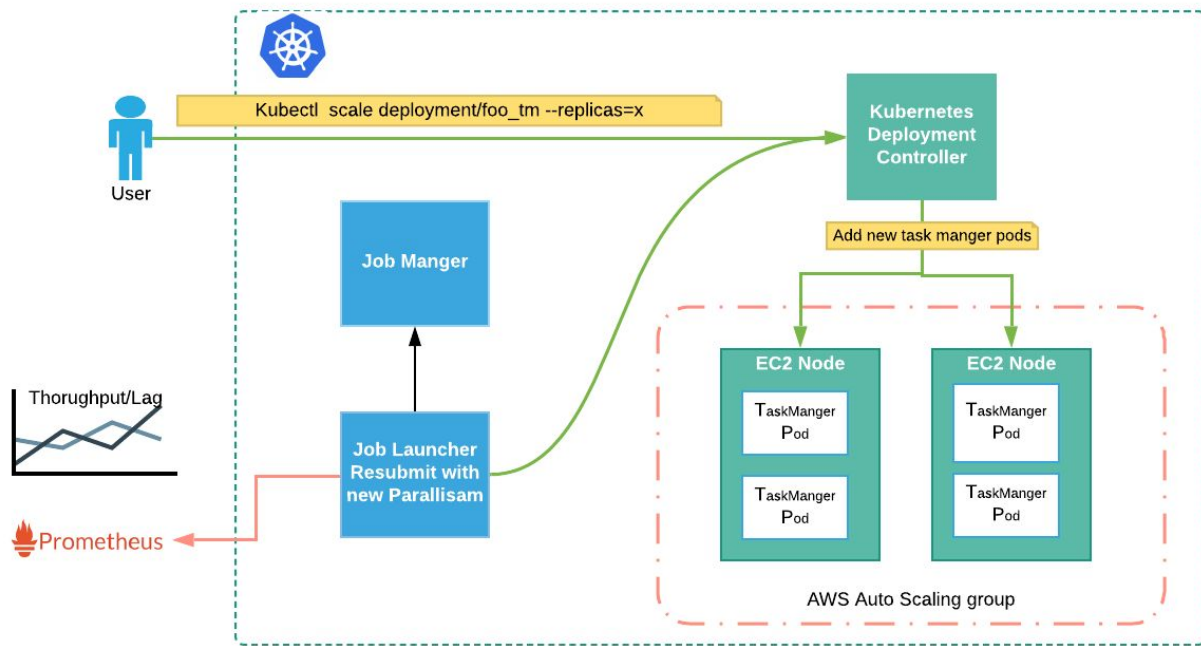 Kubectl scale deployment/foo_tm --replicas=x
User
Kubernetes
Deployment
Controller
Add new task manger pods
Job Manger
Thorughput/Lag
Job Launcher
Resubmit with
new Parallisam
Prometheus
EC2 Node
TaskManger
Pod
TaskManger
Pod
EC2 Node
TaskManger
Pod
TaskManger
Pod
AWS Auto Scaling group